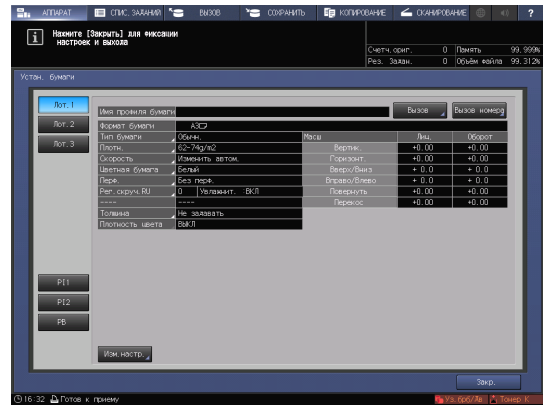 АППАРАТ СПИС. ЗАДАНИЙ ВЫЗОВ СОХРАНИТЬ КОПИРОВАНИЕ СКАНИРОВАНИЕ ?
Нажмите [Закрыть] для фиксации
настроек и выхода
Счетч. ориг. 0 Память 99.999%
Рез. Задан. 0 Объём файла 99.312%
Устан. бумаги
Лот.1
Лот.2
Лот.3
PI1
PI2
PB
Имя профиля бумаги Вызов Вызов номера
Формат бумаги A3
Тип бумаги Обычн. Масш Лиц. Оборот
Плотн. 62-74g/m2 Вертик. +0.00 +0.00
Скорость Изменить автом. Горизонт. +0.00 +0.00
Цветная бумага Белый Вверх/Вниз + 0.0 + 0.0
Перф. Без перф. Вправо/Влево + 0.0 + 0.0
Рег.скруч.RU 0 Увлажнит. :ВКЛ Повернуть +0.00 +0.00
---- ---- Перекос +0.00 +0.00
Толщина Не задавать
Плотность цвета ВЫКЛ
Изм.настр.
Закр.
16:32 Готов к приему Тонер K